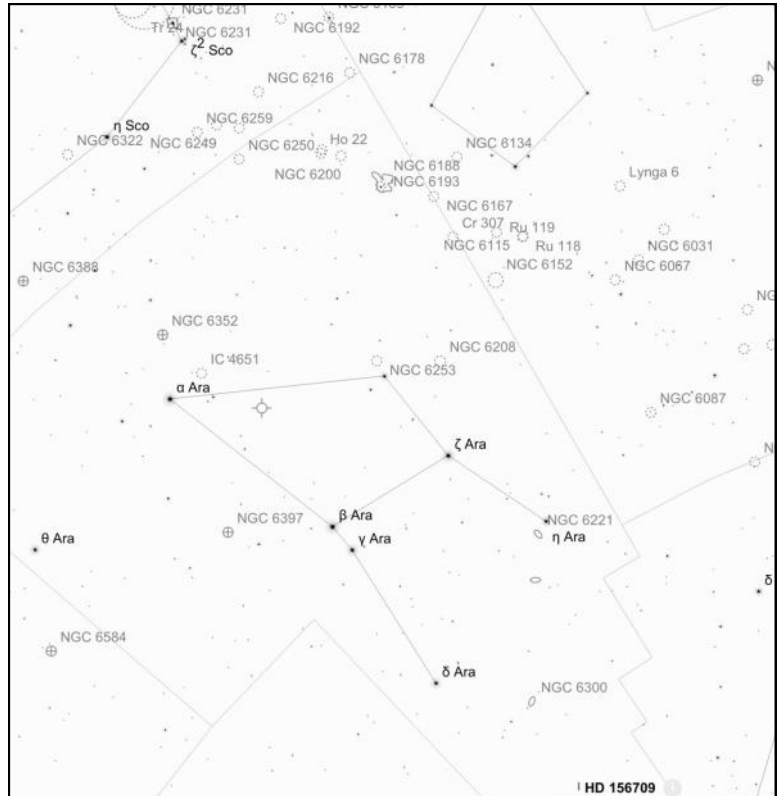 NGC 6231
Tr 24
NGC 6231
ζ² Sco
NGC 6192
NGC 6178
NGC 6216
η Sco
NGC 6322
NGC 6259
NGC 6249
NGC 6250
Ho 22
NGC 6200
NGC 6134
NGC 6188
NGC 6193
Lynga 6
NGC 6167
Cr 307
Ru 119
NGC 6115
Ru 118
NGC 6031
NGC 6152
NGC 6067
NGC 6388
NGC 6352
IC 4651
NGC 6208
NGC 6253
α Ara
NGC 6087
ζ Ara
NGC 6397
β Ara
NGC 6221
η Ara
θ Ara
γ Ara
δ
NGC 6584
δ Ara
NGC 6300
HD 156709